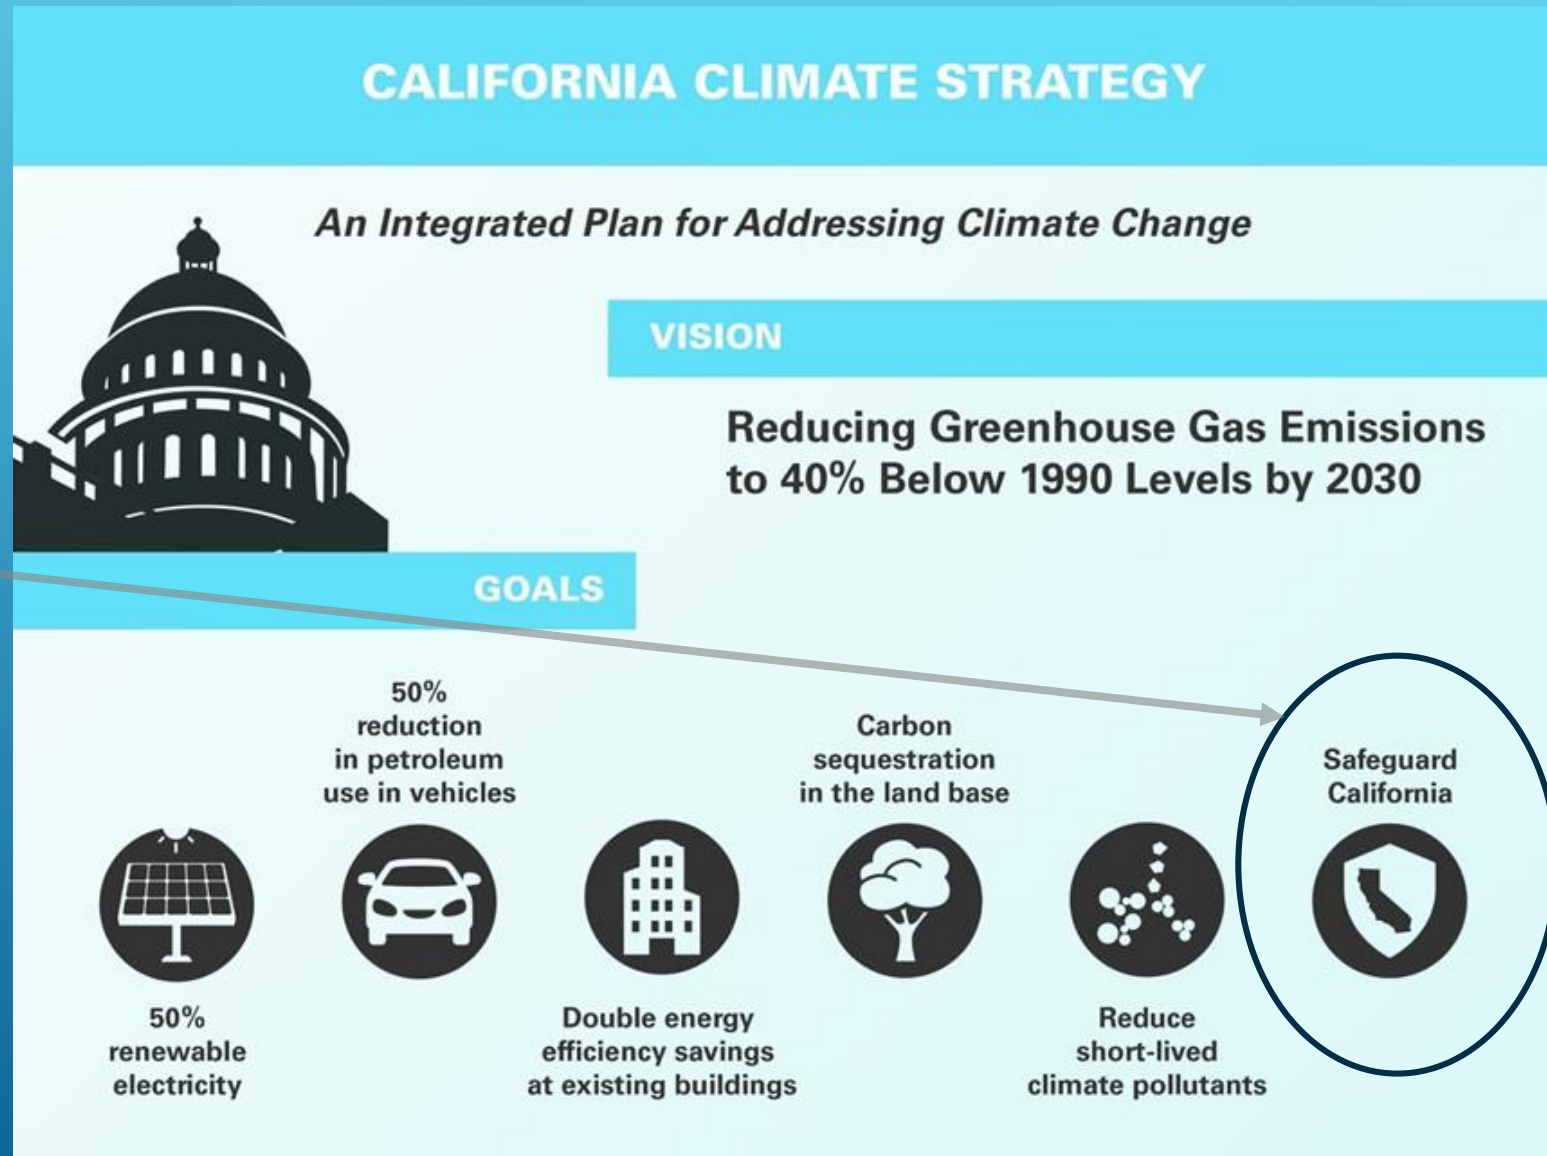 CALIFORNIA CLIMATE STRATEGY
An Integrated Plan for Addressing Climate Change
VISION
Reducing Greenhouse Gas Emissions
to 40% Below 1990 Levels by 2030
GOALS
50%
renewable
electricity
50%
reduction
in petroleum
use in vehicles
Double energy
efficiency savings
at existing buildings
Carbon
sequestration
in the land base
Reduce
short-lived
climate pollutants
Safeguard
California